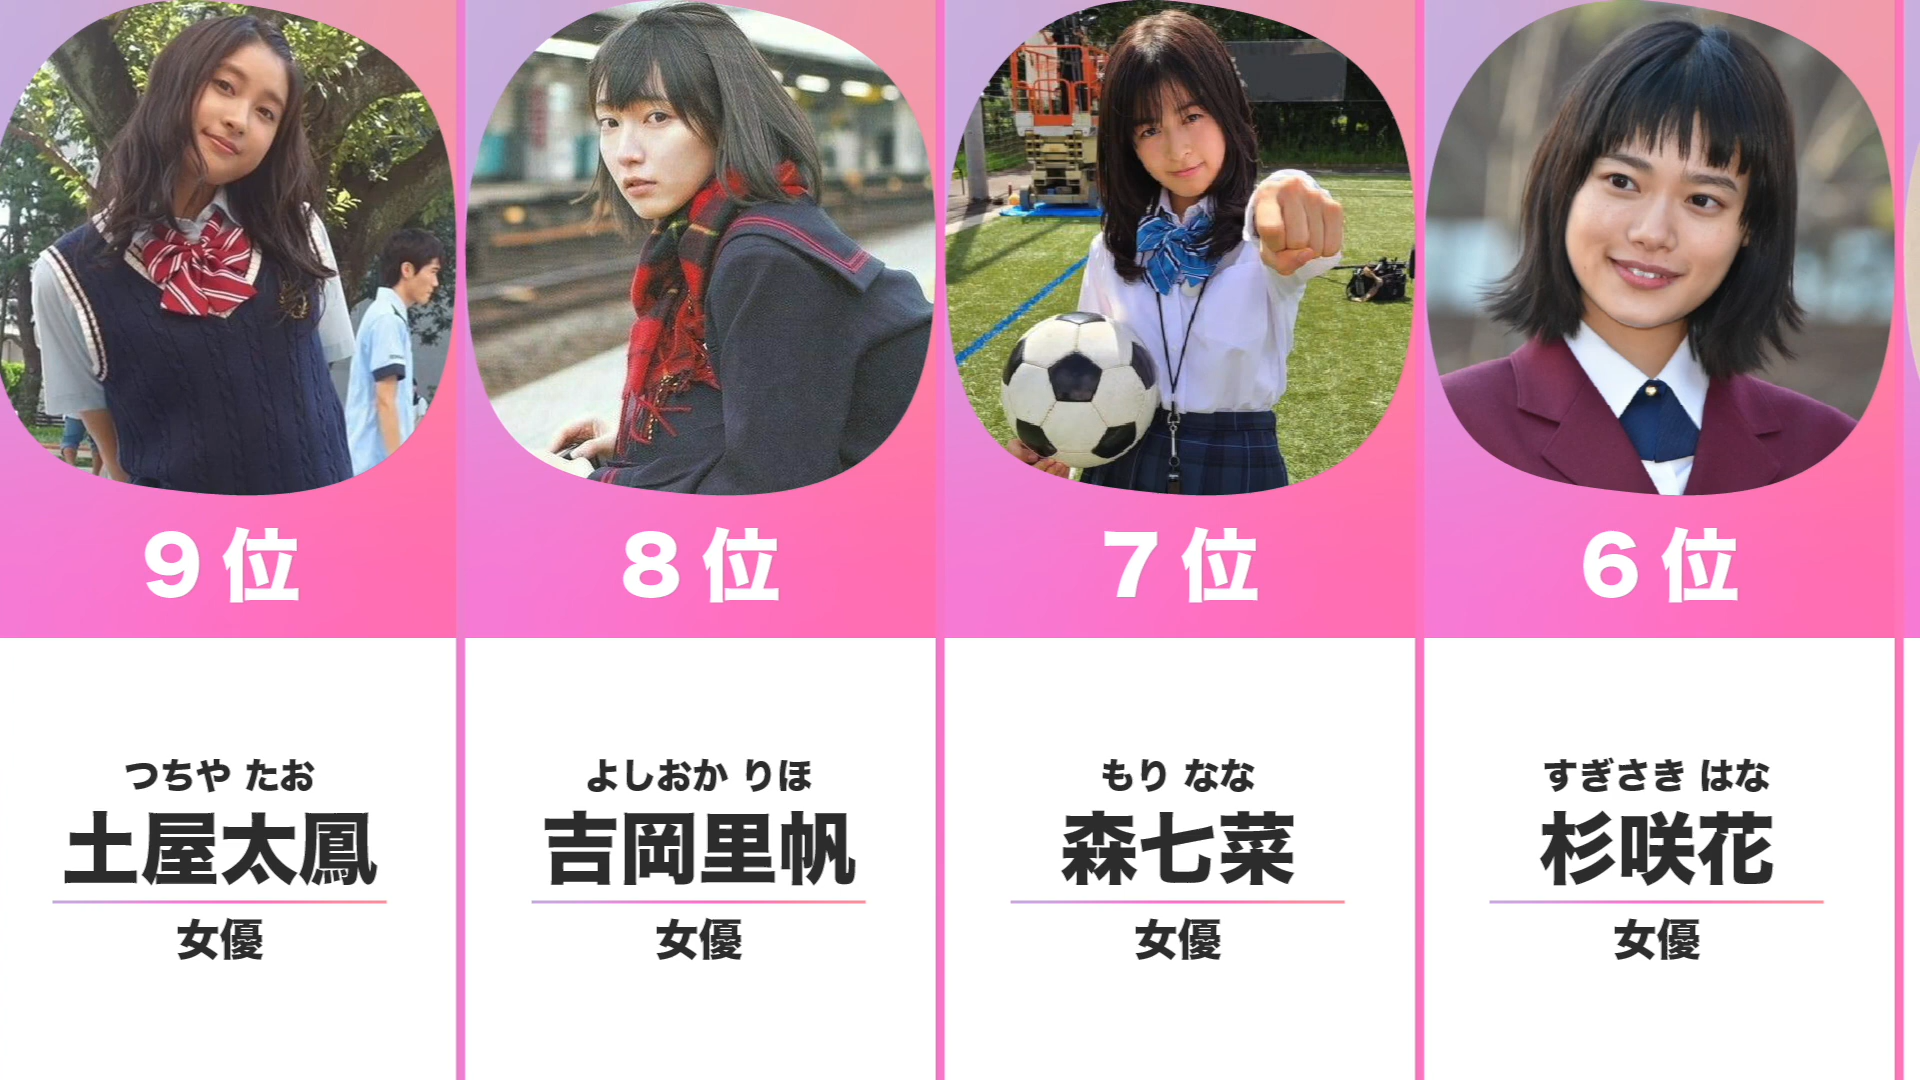 9位
つちや たお
土屋太鳳
女優
8位
よしおか りほ
吉岡里帆
女優
7位
もり なな
森七菜
女優
6位
すぎさき はな
杉咲花
女優